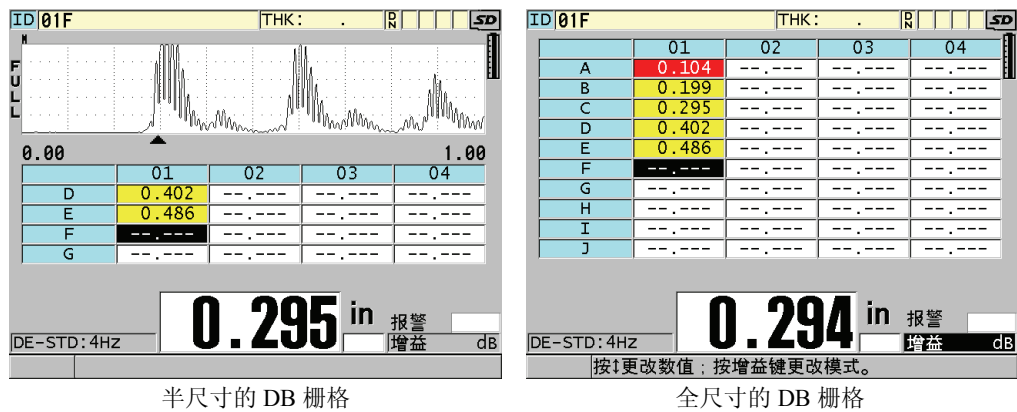 ID 01F THK: . DN SD
FULL
0.00 1.00
01 02 03 04
D 0.402 --.--- --.--- --.---
E 0.486 --.--- --.--- --.---
F --.--- --.--- --.--- --.---
G --.--- --.--- --.--- --.---
0.295 in 报警
DE-STD:4Hz 增益 dB
半尺寸的 DB 栅格
ID 01F THK: . DN SD
01 02 03 04
A 0.104 --.--- --.--- --.---
B 0.199 --.--- --.--- --.---
C 0.295 --.--- --.--- --.---
D 0.402 --.--- --.--- --.---
E 0.486 --.--- --.--- --.---
F --.--- --.--- --.--- --.---
G --.--- --.--- --.--- --.---
H --.--- --.--- --.--- --.---
I --.--- --.--- --.--- --.---
J --.--- --.--- --.--- --.---
0.294 in 报警
DE-STD:4Hz 增益 dB
按↕更改数值；按增益键更改模式。
全尺寸的 DB 栅格